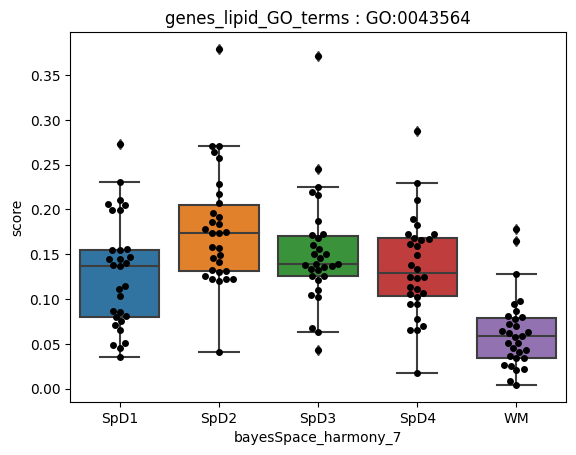 genes_lipid_GO_terms : GO:0043564
score
0.35
0.30
0.25
0.20
0.15
0.10
0.05
0.00
SpD1 SpD2 SpD3 SpD4 WM
bayesSpace_harmony_7